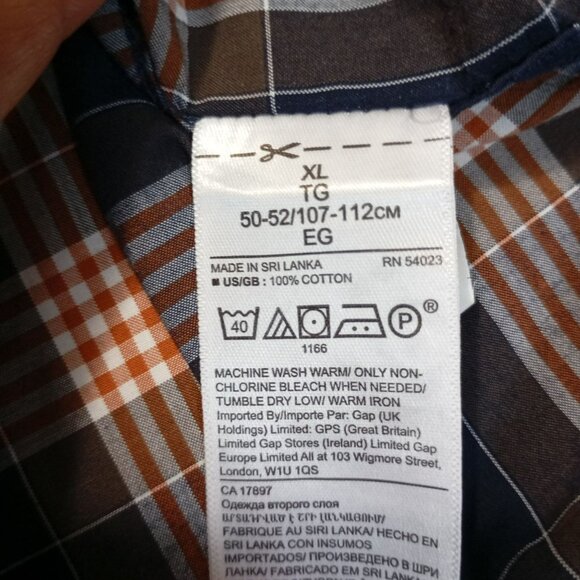 XL
TG
50-52/107-112CM
EG
MADE IN SRI LANKA RN 54023
■ US/GB : 100% COTTON
40 P ®
1166
MACHINE WASH WARM/ ONLY NON-
CHLORINE BLEACH WHEN NEEDED/
TUMBLE DRY LOW/ WARM IRON
Imported By/Importe Par: Gap (UK
Holdings) Limited: GPS (Great Britain)
Limited Gap Stores (Ireland) Limited Gap
Europe Limited All at 103 Wigmore Street,
London, W1U 1QS
CA 17897
Одежда второго слоя
ԱՐՏԱԴՐՎԱԾ Է ՇՐԻ ԼԱՆԿԱՅՈՒՄ/
FABRIQUE AU SIRI LANKA/ HECHO EN
SRI LANKA CON INSUMOS
IMPORTADOS/ ПРОИЗВЕДЕНО В ШРИ
ЛАНКА/ FABRICADO EM SRI